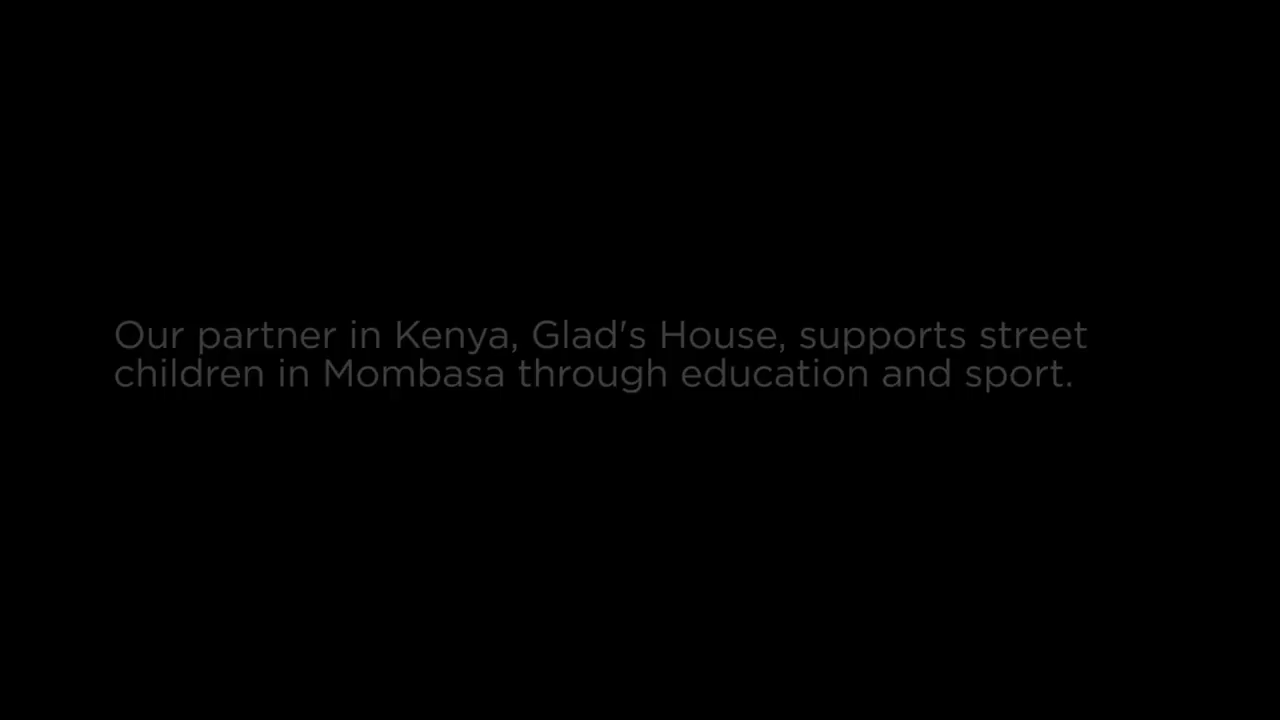 Our partner in Kenya, Glad's House, supports street
children in Mombasa through education and sport.